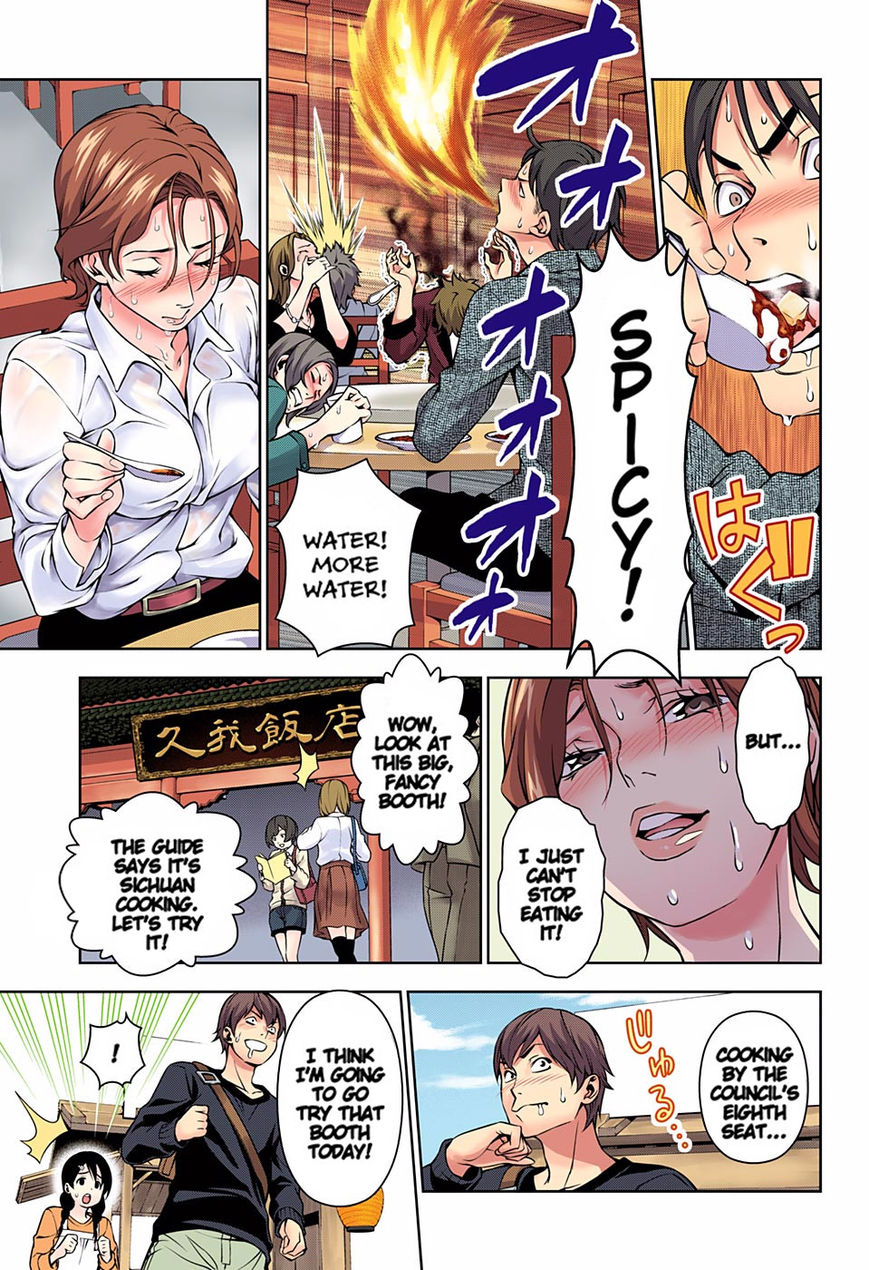 はぐっ
SPICY!
オオオオオオ
WATER!
MORE
WATER!
BUT...
I JUST
CAN'T
STOP
EATING
IT!
WOW,
LOOK AT
THIS BIG,
FANCY
BOOTH!
久我飯店
THE GUIDE
SAYS IT'S
SICHUAN
COOKING.
LET'S TRY
IT!
COOKING
BY THE
COUNCIL'S
EIGHTH
SEAT...
じゅる...
I THINK
I'M GOING
TO GO
TRY THAT
BOOTH
TODAY!
!